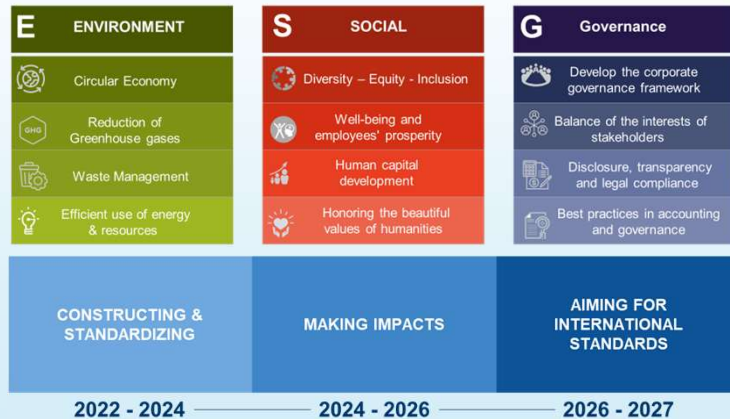 E ENVIRONMENT
Circular Economy
GHG
Reduction of
Greenhouse gases
Waste Management
Efficient use of energy
& resources
S SOCIAL
Diversity – Equity - Inclusion
Well-being and
employees' prosperity
Human capital
development
Honoring the beautiful
values of humanities
G Governance
Develop the corporate
governance framework
Balance of the interests of
stakeholders
Disclosure, transparency
and legal compliance
Best practices in accounting
and governance
CONSTRUCTING &
STANDARDIZING
MAKING IMPACTS
AIMING FOR
INTERNATIONAL
STANDARDS
2022 - 2024
2024 - 2026
2026 - 2027